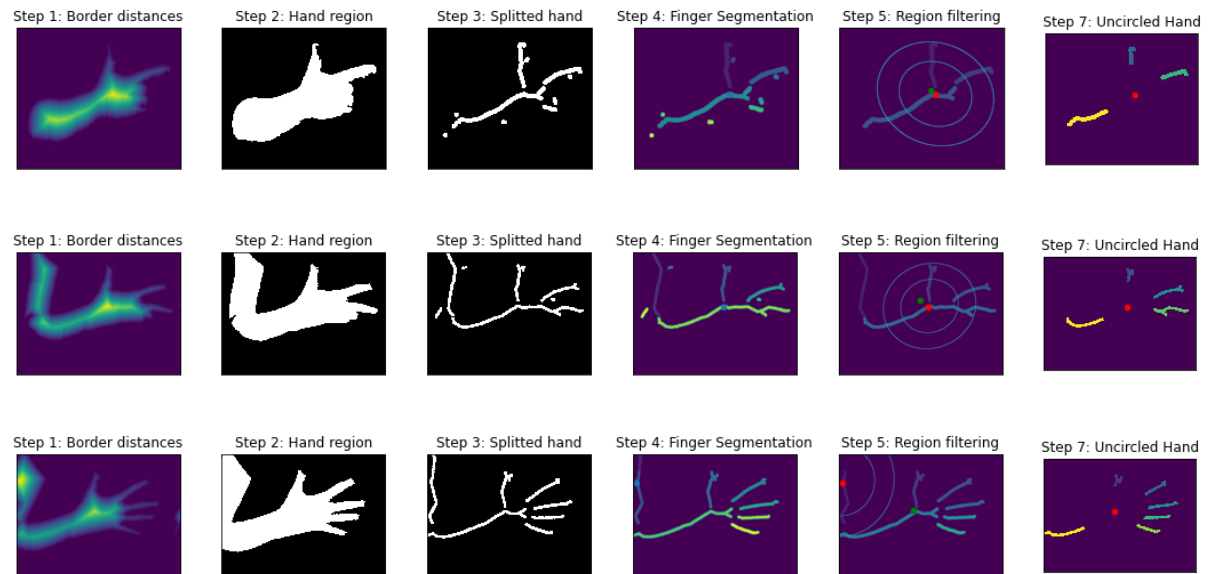 Step 1: Border distances
Step 2: Hand region
Step 3: Splitted hand
Step 4: Finger Segmentation
Step 5: Region filtering
Step 7: Uncircled Hand
Step 1: Border distances
Step 2: Hand region
Step 3: Splitted hand
Step 4: Finger Segmentation
Step 5: Region filtering
Step 7: Uncircled Hand
Step 1: Border distances
Step 2: Hand region
Step 3: Splitted hand
Step 4: Finger Segmentation
Step 5: Region filtering
Step 7: Uncircled Hand